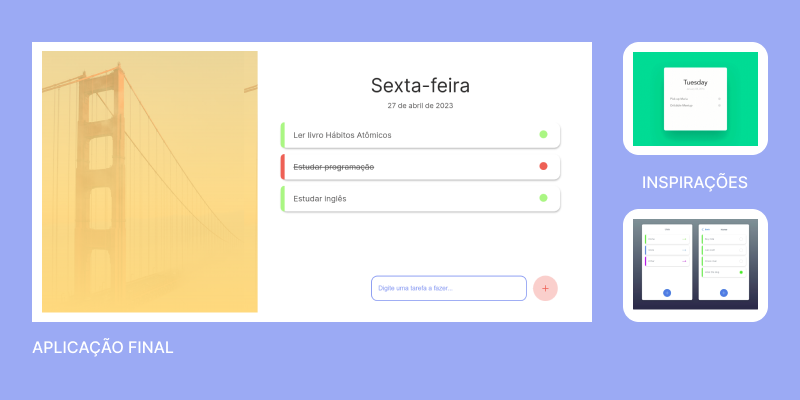 Sexta-feira
27 de abril de 2023
Ler livro Hábitos Atômicos
Estudar programação
Estudar inglês
Digite uma tarefa a fazer...
+
APLICAÇÃO FINAL
Tuesday
INSPIRAÇÕES